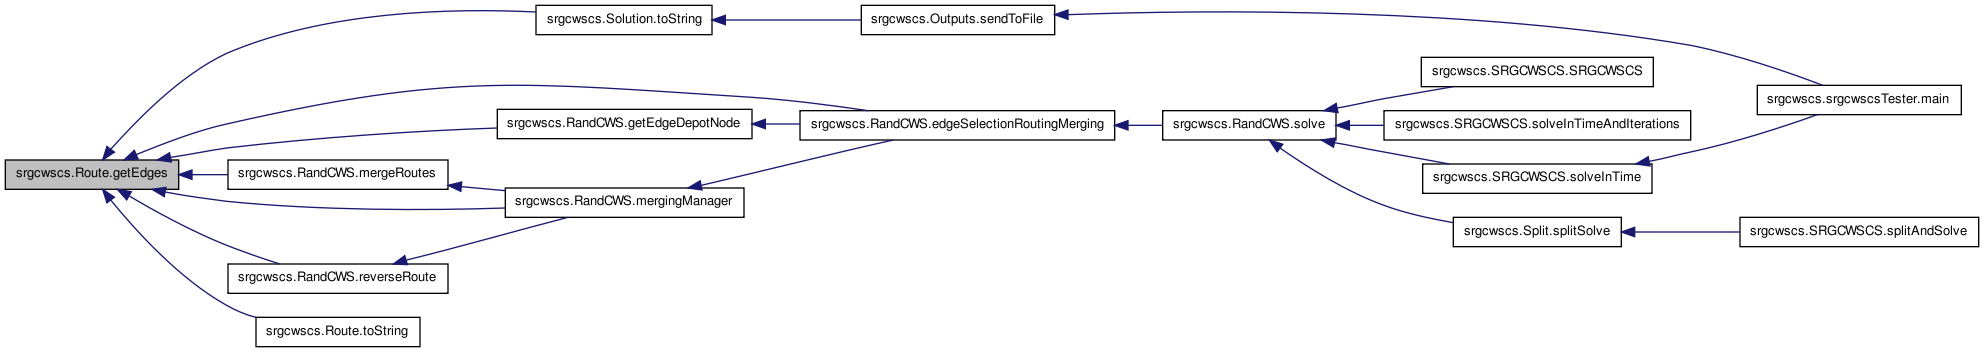 srgcwscs.Solution.toString
srgcwscs.Outputs.sendToFile
srgcwscs.SRGCWSCS.SRGCWSCS
srgcwscs.srgcwscsTester.main
srgcwscs.RandCWS.getEdgeDepotNode
srgcwscs.RandCWS.edgeSelectionRoutingMerging
srgcwscs.RandCWS.solve
srgcwscs.SRGCWSCS.solveInTimeAndIterations
srgcwscs.Route.getEdges
srgcwscs.RandCWS.mergeRoutes
srgcwscs.SRGCWSCS.solveInTime
srgcwscs.RandCWS.mergingManager
srgcwscs.Split.splitSolve
srgcwscs.SRGCWSCS.splitAndSolve
srgcwscs.RandCWS.reverseRoute
srgcwscs.Route.toString